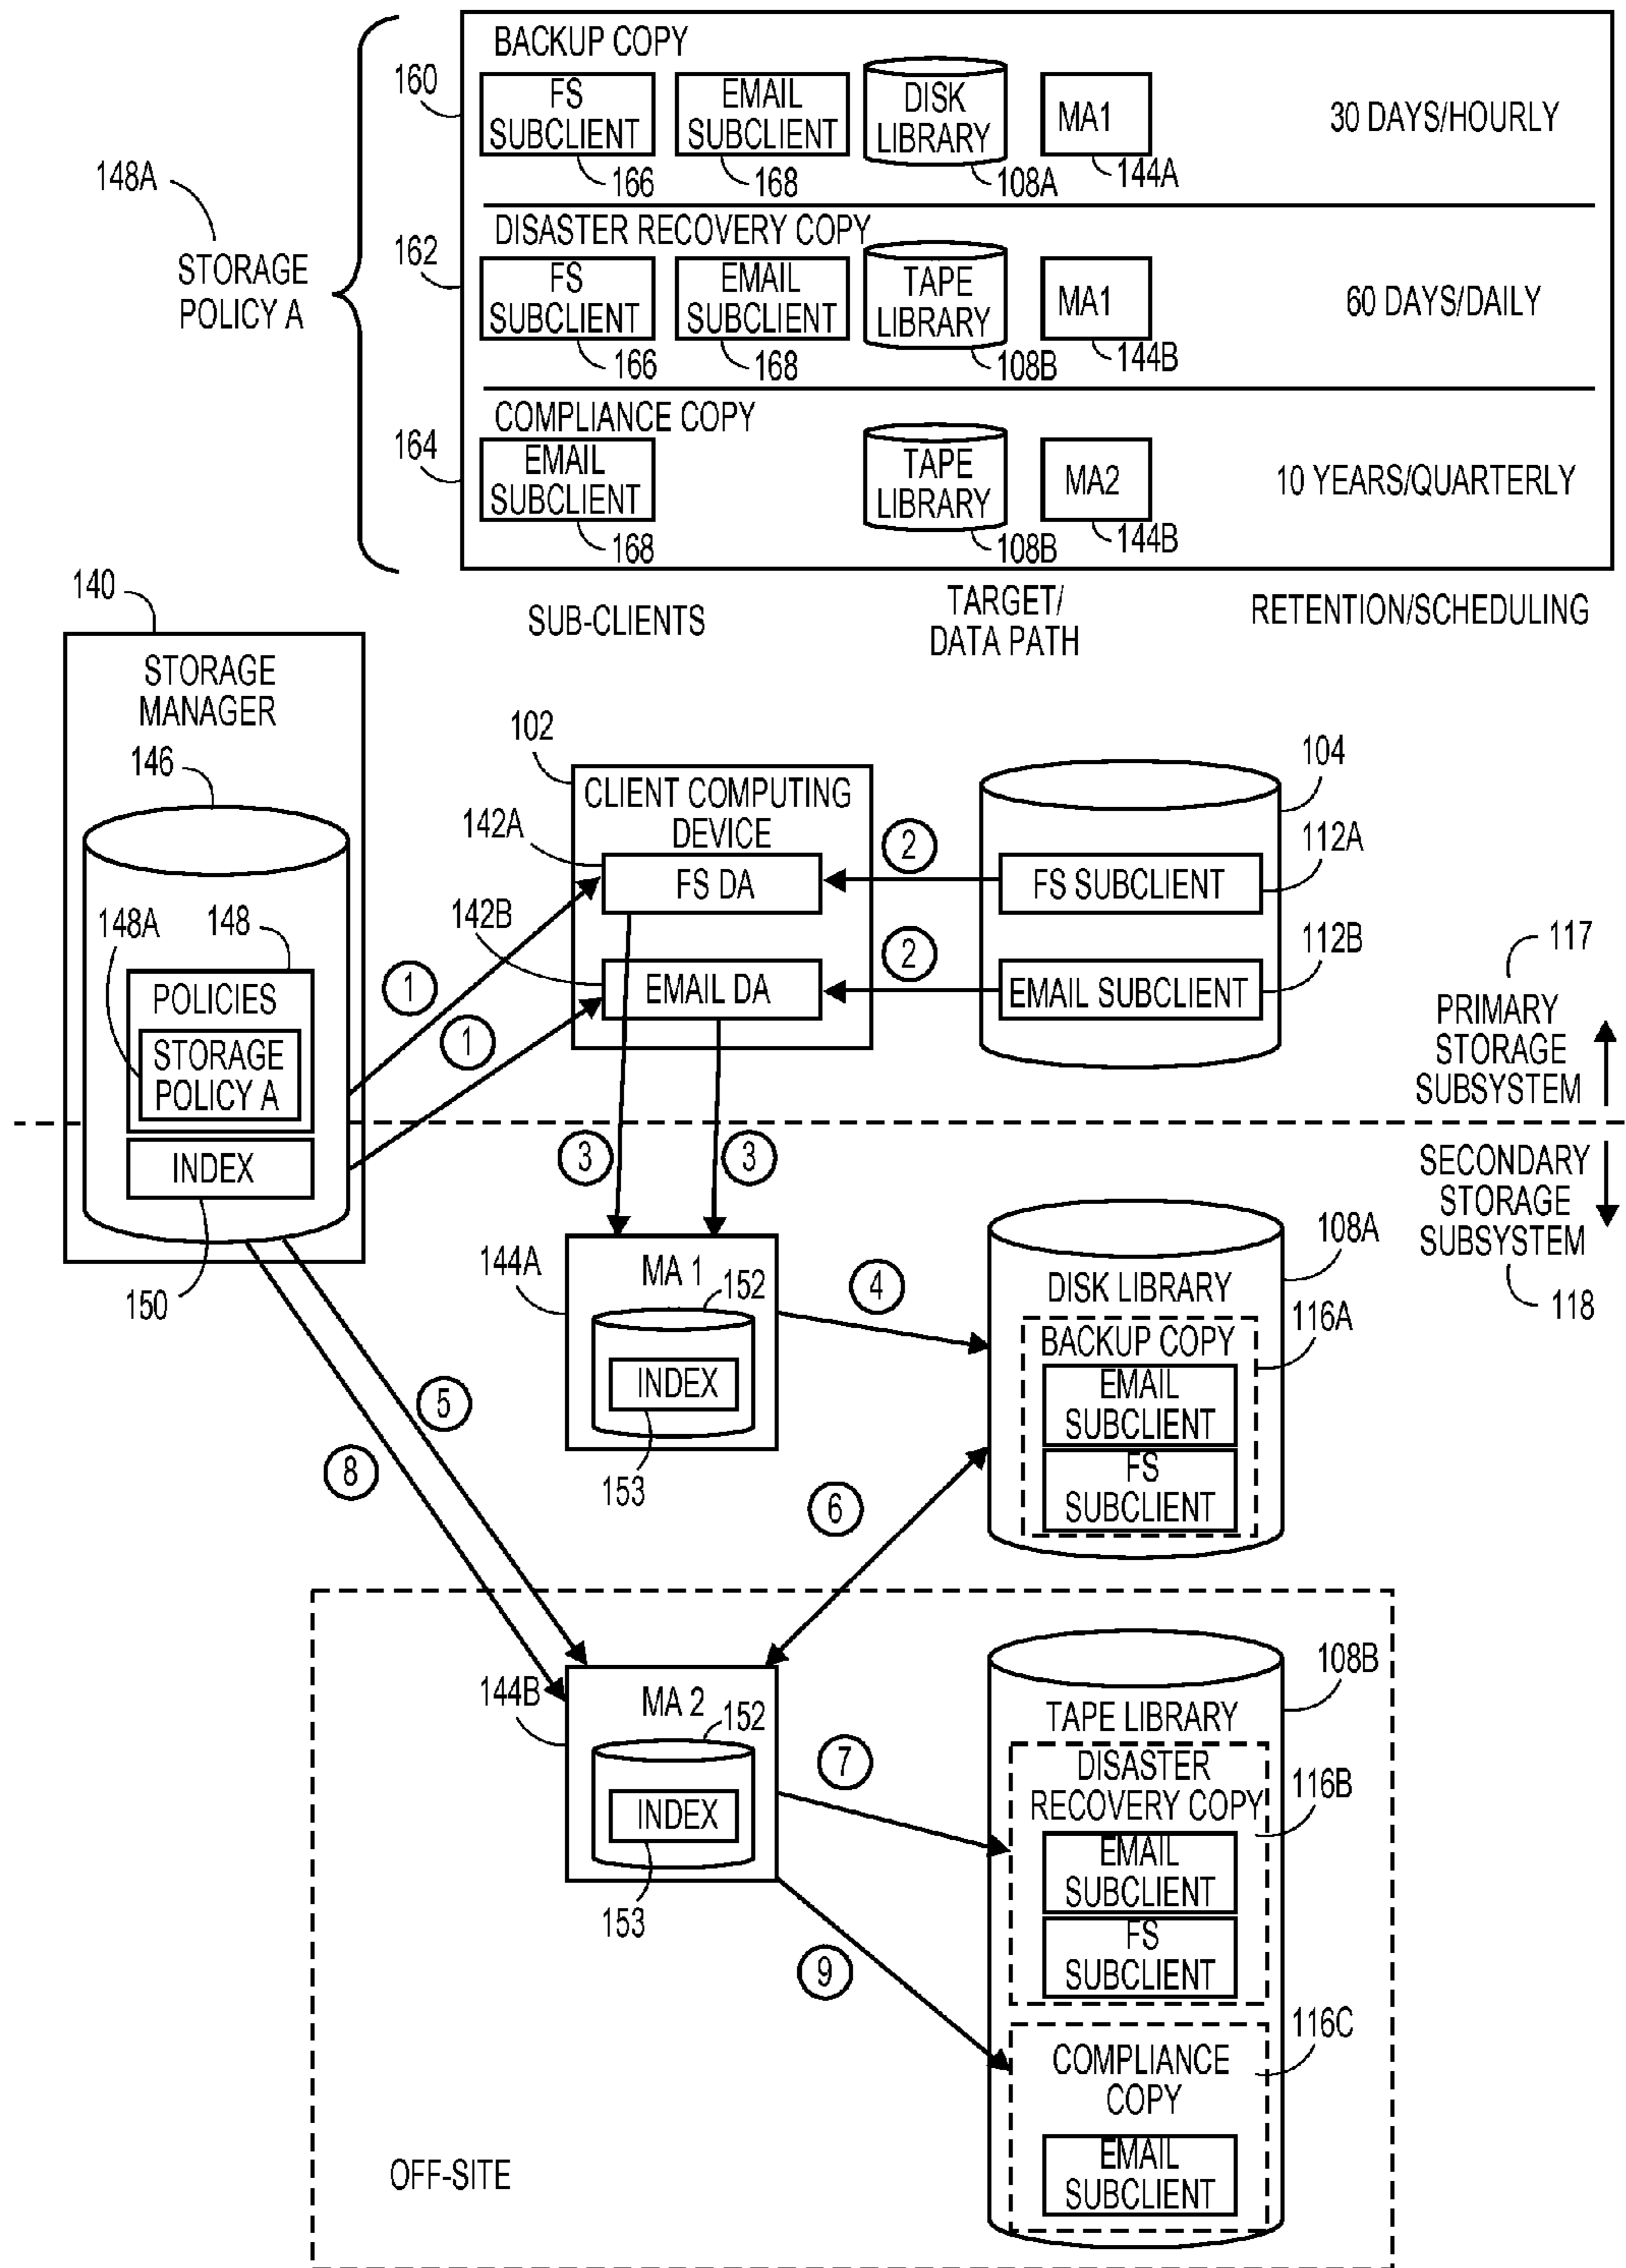 BACKUP COPY
160
FS
SUBCLIENT
166
EMAIL
SUBCLIENT
168
DISK
LIBRARY
108A
MA1
144A
30 DAYS/HOURLY
148A
STORAGE
POLICY A
DISASTER RECOVERY COPY
162
FS
SUBCLIENT
166
EMAIL
SUBCLIENT
168
TAPE
LIBRARY
108B
MA1
144B
60 DAYS/DAILY
COMPLIANCE COPY
164
EMAIL
SUBCLIENT
168
TAPE
LIBRARY
108B
MA2
144B
10 YEARS/QUARTERLY
SUB-CLIENTS
TARGET/
DATA PATH
RETENTION/SCHEDULING
140
STORAGE
MANAGER
146
148A
148
POLICIES
STORAGE
POLICY A
INDEX
150
1
1
102
CLIENT COMPUTING
DEVICE
142A
FS DA
142B
EMAIL DA
2
2
104
FS SUBCLIENT
112A
EMAIL SUBCLIENT
112B
117
PRIMARY
STORAGE
SUBSYSTEM
SECONDARY
STORAGE
SUBSYSTEM
118
3
3
144A
MA 1
152
INDEX
153
4
108A
DISK LIBRARY
BACKUP COPY
116A
EMAIL
SUBCLIENT
FS
SUBCLIENT
5
8
6
144B
MA 2
152
INDEX
153
7
9
108B
TAPE LIBRARY
DISASTER
RECOVERY COPY
116B
EMAIL
SUBCLIENT
FS
SUBCLIENT
116C
COMPLIANCE
COPY
EMAIL
SUBCLIENT
OFF-SITE